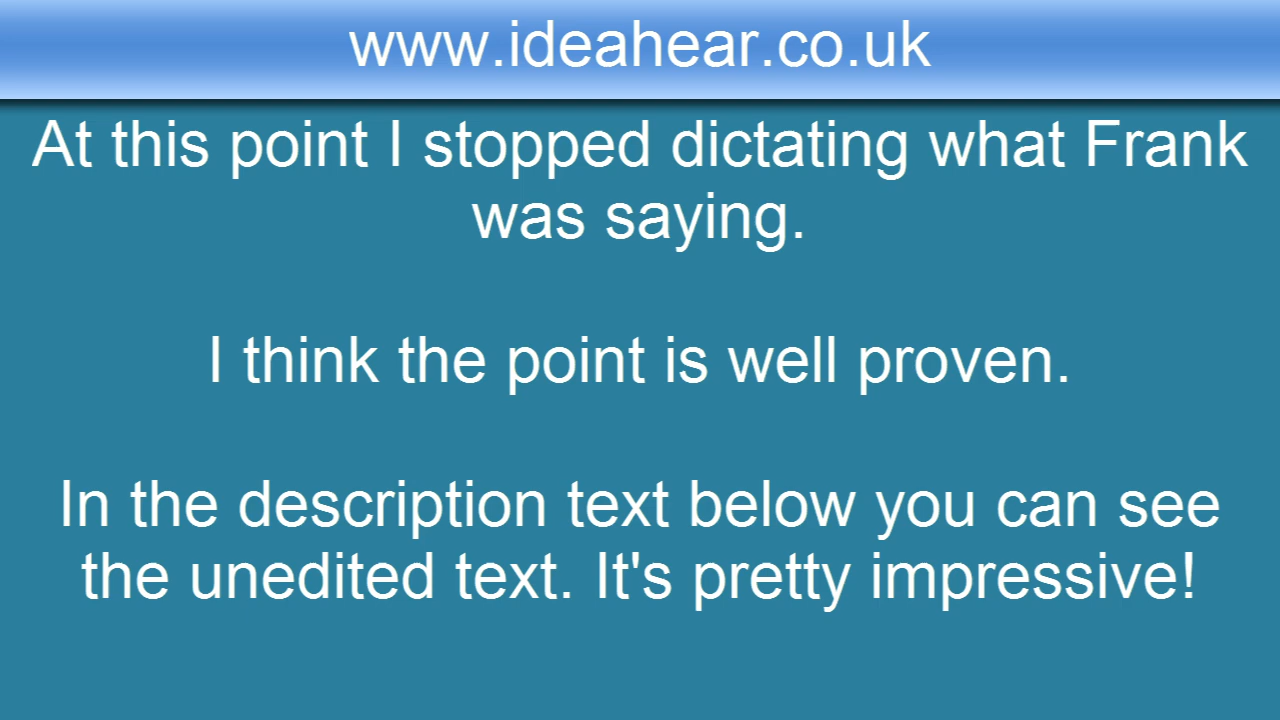 www.ideahear.co.uk
At this point I stopped dictating what Frank
was saying.
I think the point is well proven.
In the description text below you can see
the unedited text. It's pretty impressive!